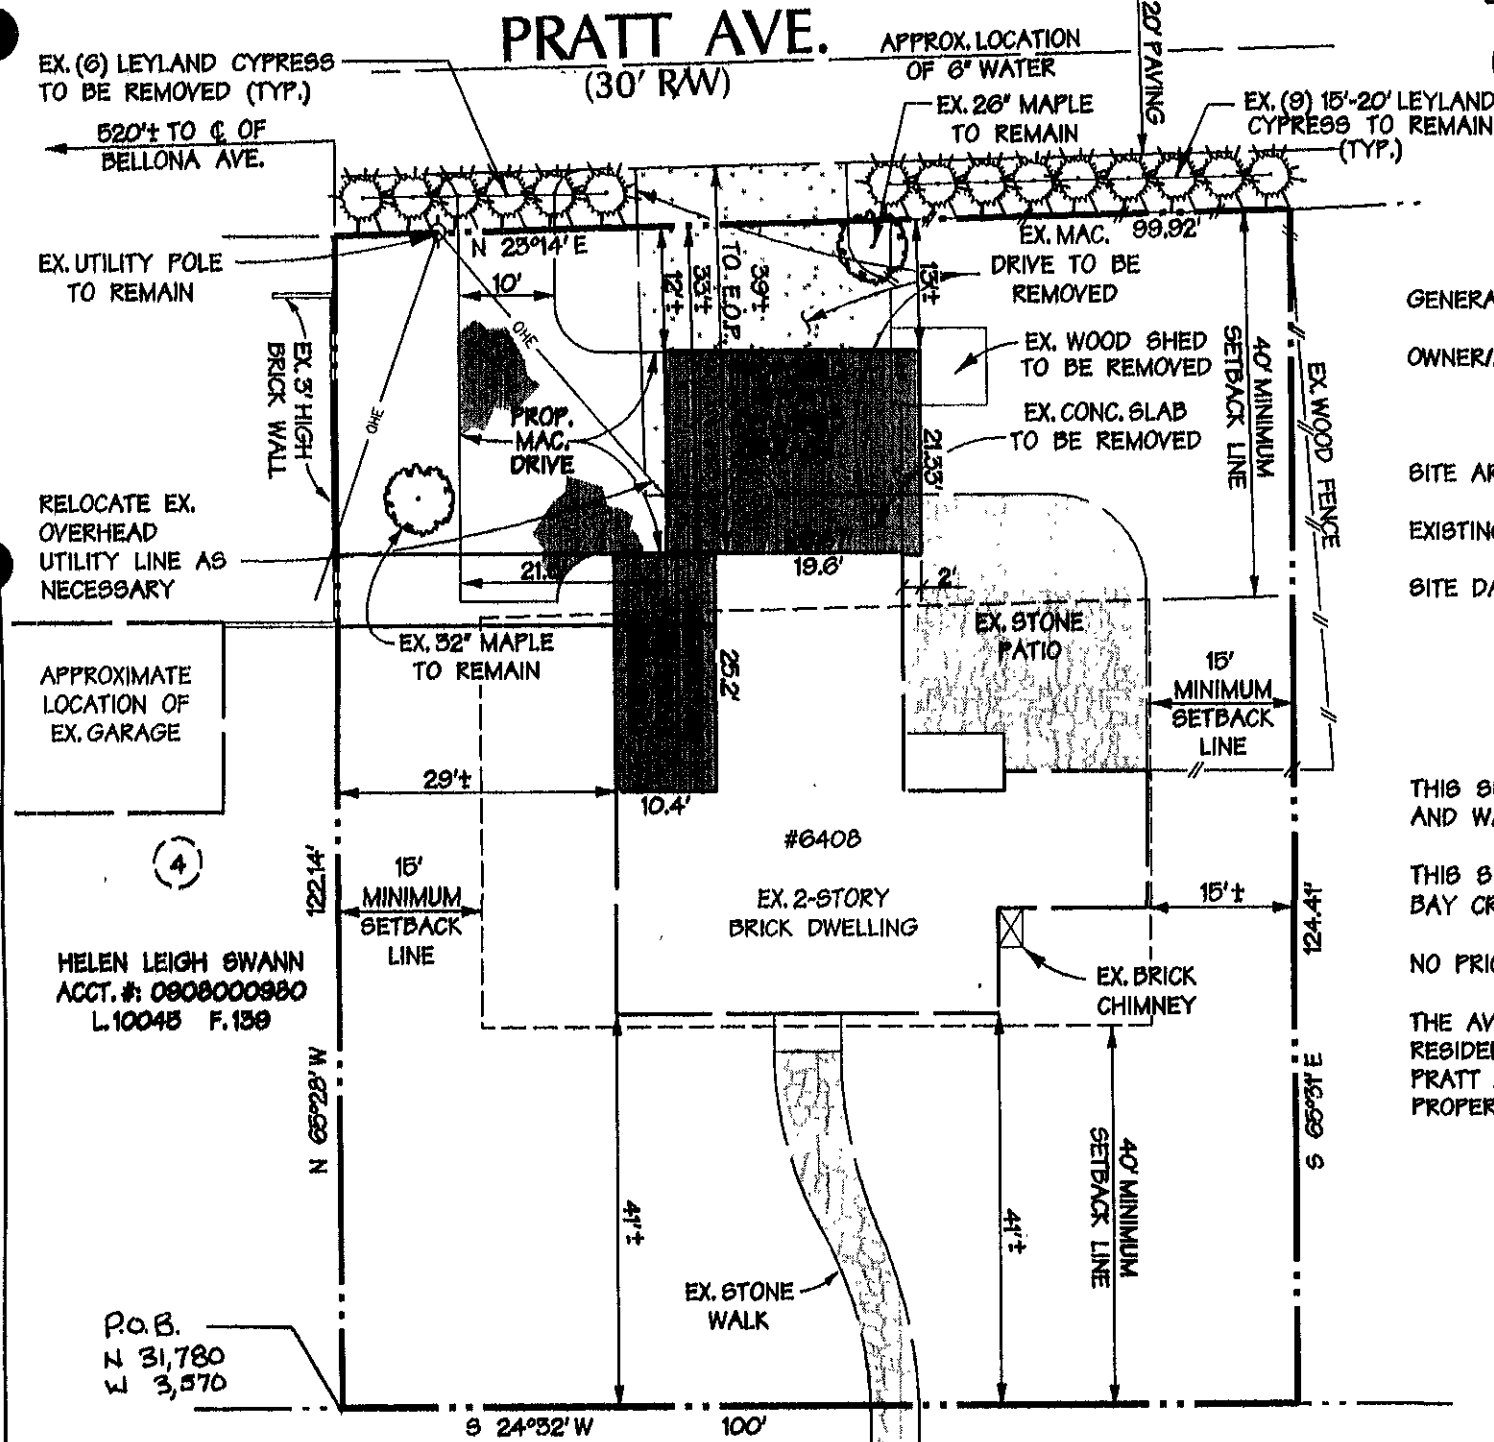 PRATT AVE.
(30' R/W)
APPROX. LOCATION
OF 6" WATER
20' PAVING
EX. (6) LEYLAND CYPRESS
TO BE REMOVED (TYP.)
520'± TO ℄ OF
BELLONA AVE.
EX. 26" MAPLE
TO REMAIN
EX. (9) 15'-20' LEYLAND
CYPRESS TO REMAIN
(TYP.)
EX. UTILITY POLE
TO REMAIN
N 23°14' E
99.92'
10'
12'±
33'±
TO E.O.P.
39'±
13'±
EX. MAC.
DRIVE TO BE
REMOVED
OHE
OHE
EX. 3' HIGH
BRICK WALL
EX. WOOD SHED
TO BE REMOVED
EX. CONC. SLAB
TO BE REMOVED
40' MINIMUM
SETBACK LINE
EX. WOOD FENCE
PROP.
MAC.
DRIVE
21.33'
RELOCATE EX.
OVERHEAD
UTILITY LINE AS
NECESSARY
19.6'
2'
EX. 32" MAPLE
TO REMAIN
25.2'
EX. STONE
PATIO
APPROXIMATE
LOCATION OF
EX. GARAGE
15'
MINIMUM
SETBACK
LINE
29'±
10.4'
#6408
EX. 2-STORY
BRICK DWELLING
4
122.14'
15'
MINIMUM
SETBACK
LINE
15'±
124.41'
EX. BRICK
CHIMNEY
HELEN LEIGH SWANN
ACCT. #: 0908000980
L. 10045 F. 139
N 65°28' W
S 65°31' E
41'±
41'±
40' MINIMUM
SETBACK LINE
EX. STONE
WALK
P.O.B.
N 31,780
W 3,570
S 24°32' W
100'
GENERA
OWNER/
SITE AR
EXISTING
SITE DA
THIS SI
AND WA
THIS S
BAY CR
NO PRIO
THE AV
RESIDE
PRATT
PROPER